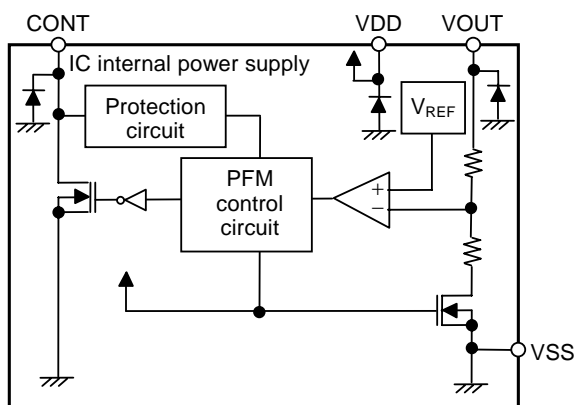 CONT
VDD
VOUT
IC internal power supply
Protection
circuit
VREF
PFM
control
circuit
+
−
VSS